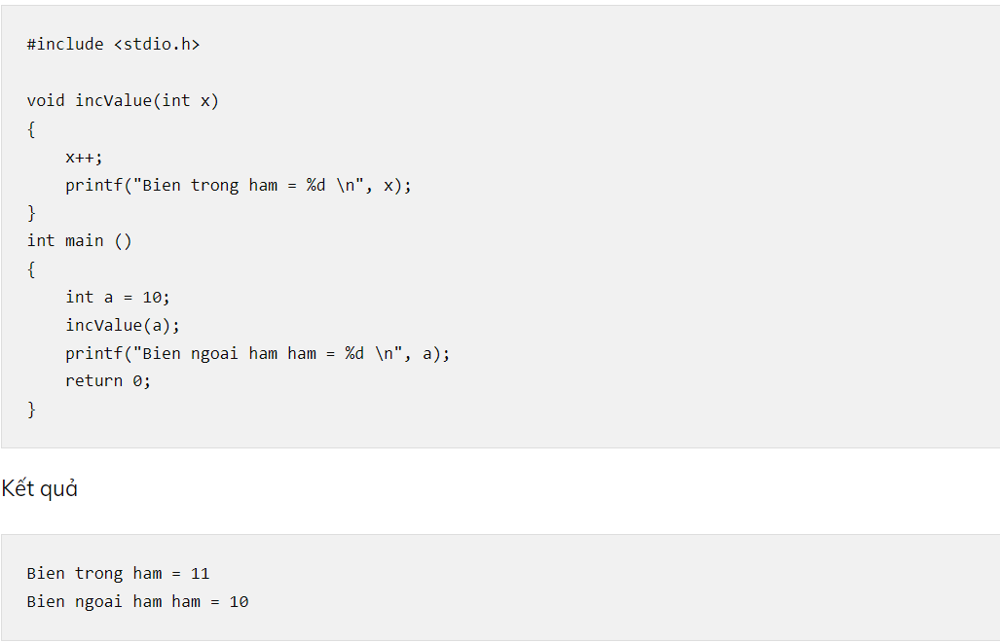 #include <stdio.h>
void incValue(int x)
{
x++;
printf("Bien trong ham = %d \n", x);
}
int main ()
{
int a = 10;
incValue(a);
printf("Bien ngoai ham ham = %d \n", a);
return 0;
}
Kết quả
Bien trong ham = 11
Bien ngoai ham ham = 10